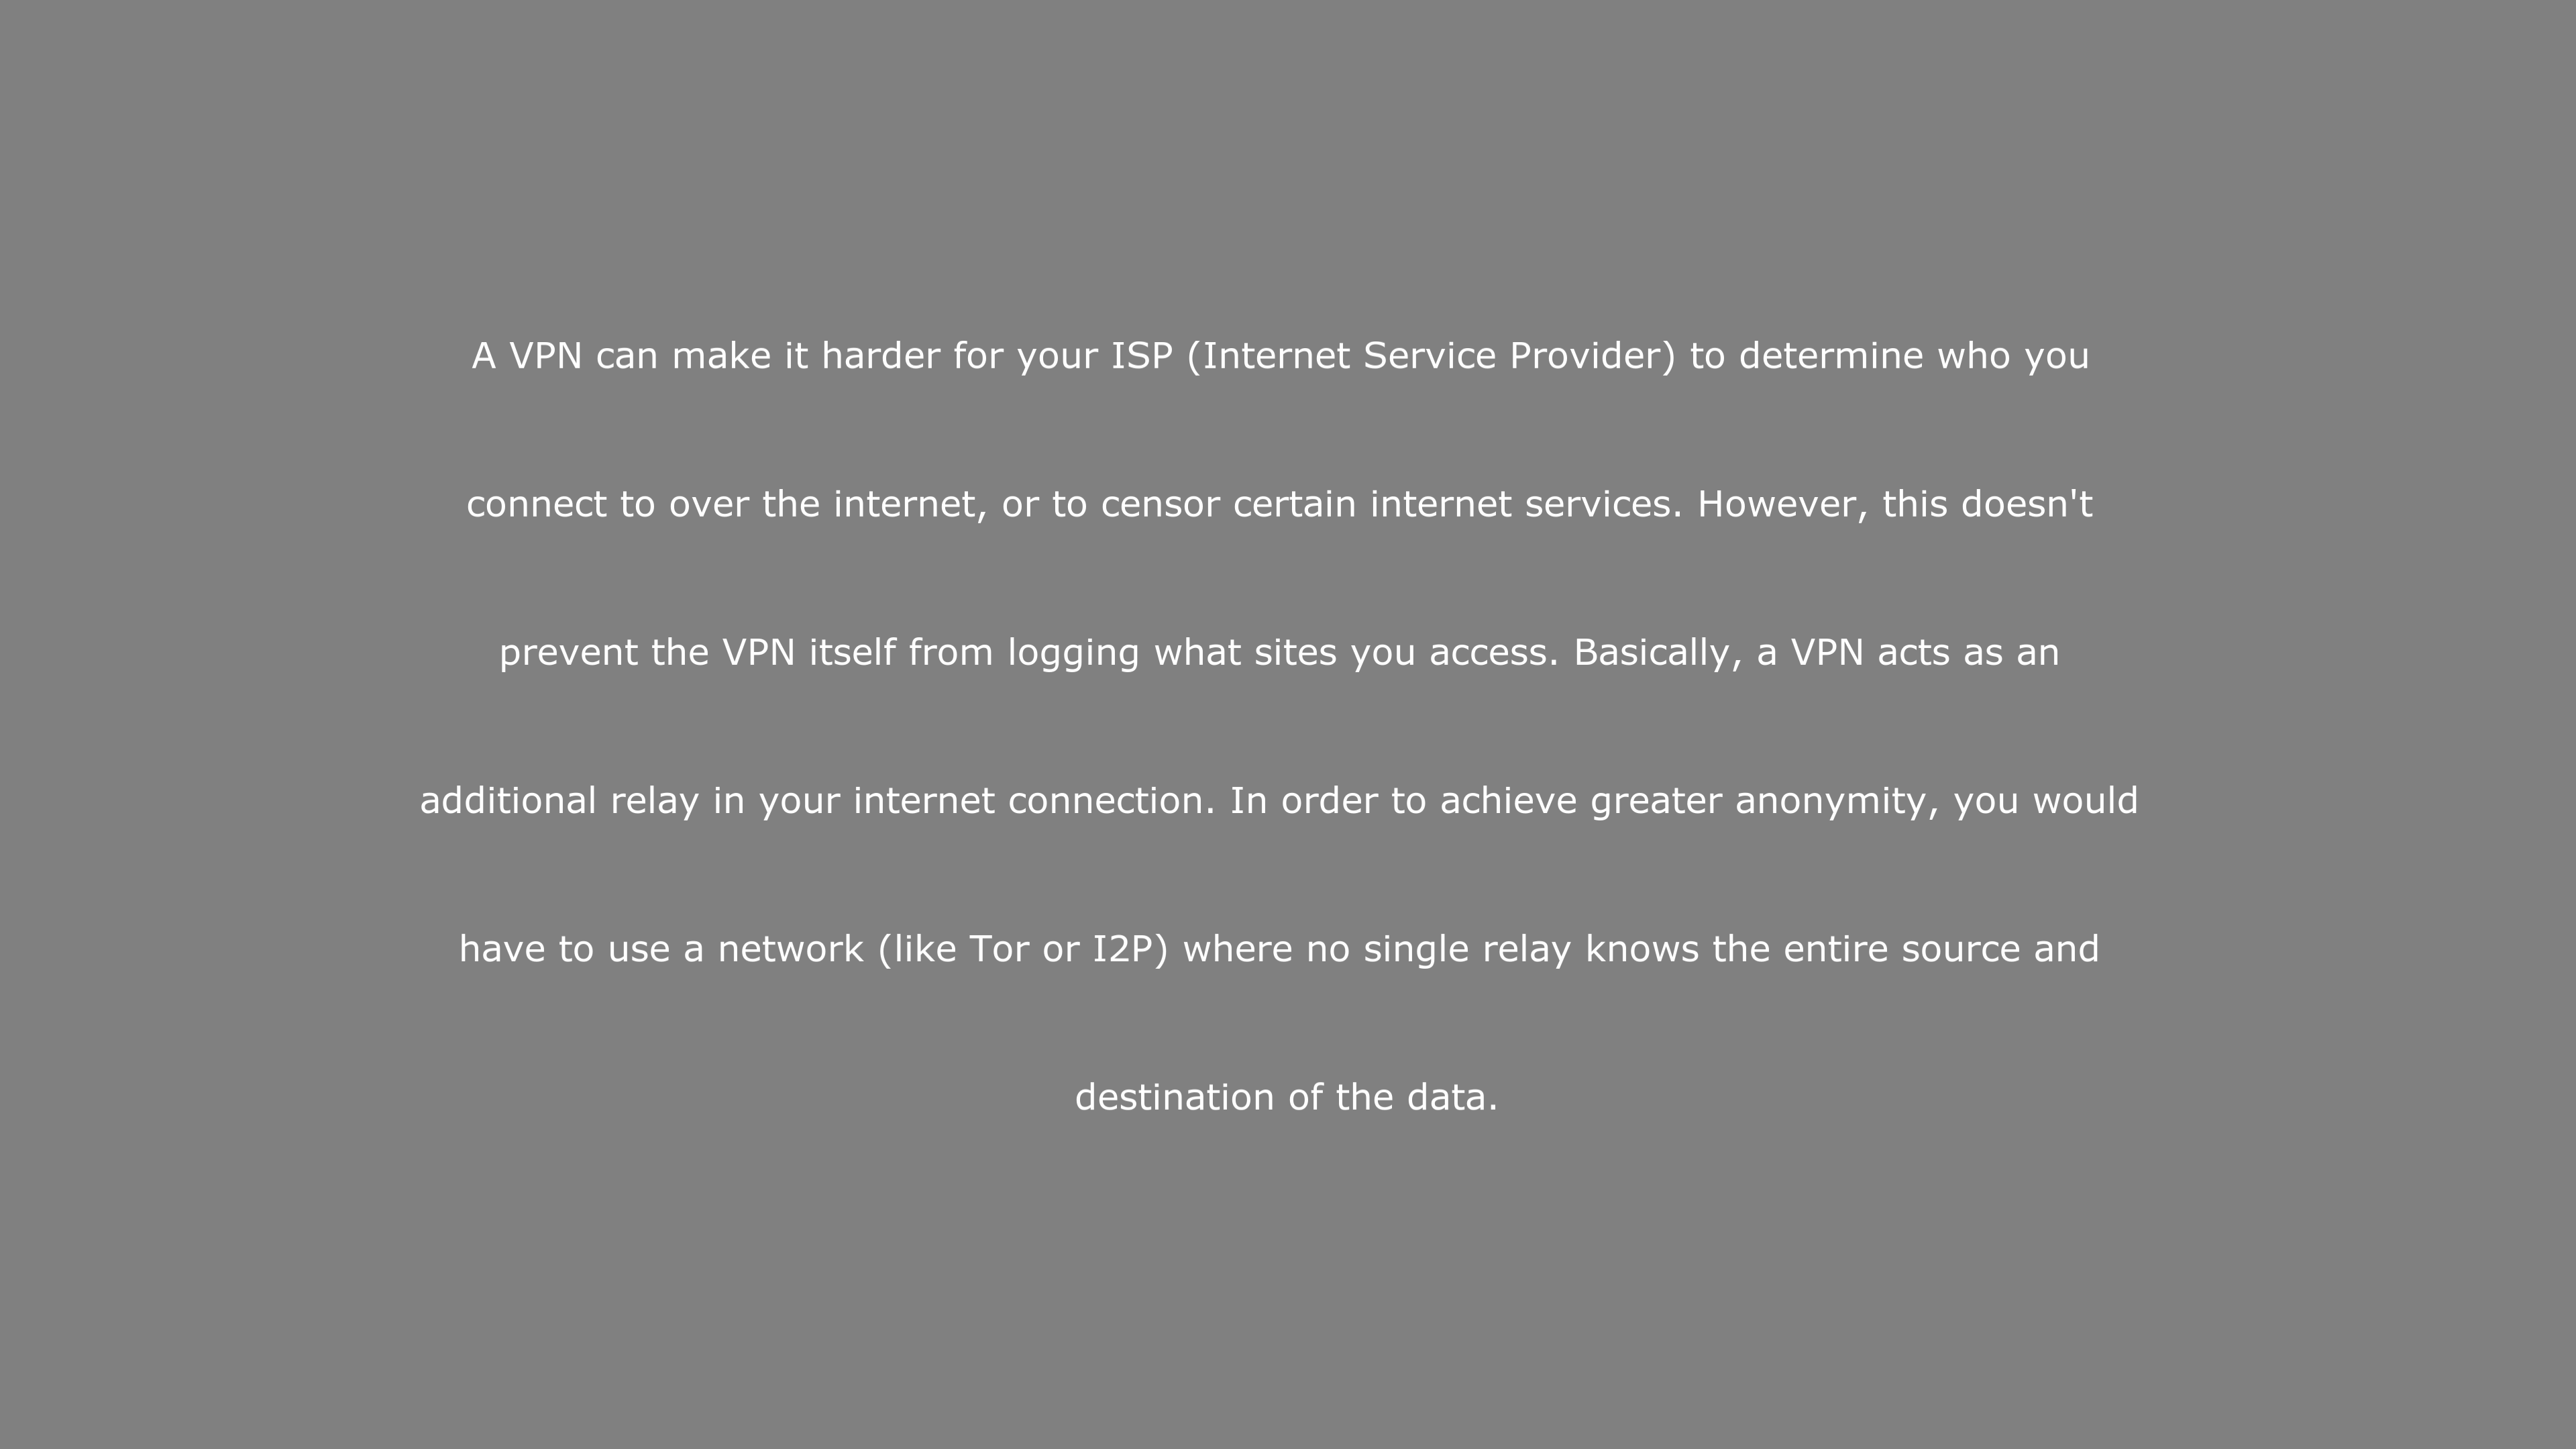 A VPN can make it harder for your ISP (Internet Service Provider) to determine who you
connect to over the internet, or to censor certain internet services. However, this doesn't
prevent the VPN itself from logging what sites you access. Basically, a VPN acts as an
additional relay in your internet connection. In order to achieve greater anonymity, you would
have to use a network (like Tor or I2P) where no single relay knows the entire source and
destination of the data.